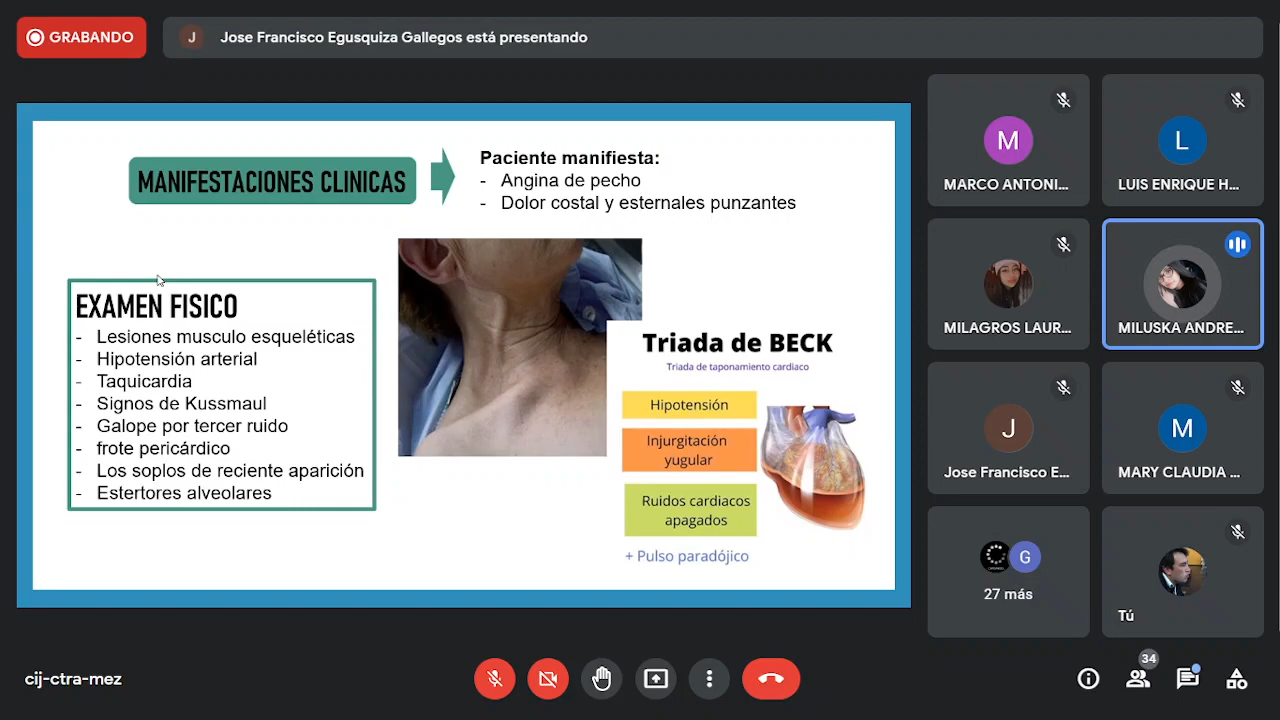 GRABANDO
J
Jose Francisco Egusquiza Gallegos está presentando
MANIFESTACIONES CLINICAS
Paciente manifiesta:
- Angina de pecho
- Dolor costal y esternales punzantes
EXAMEN FISICO
- Lesiones musculo esqueléticas
- Hipotensión arterial
- Taquicardia
- Signos de Kussmaul
- Galope por tercer ruido
- frote pericárdico
- Los soplos de reciente aparición
- Estertores alveolares
Triada de BECK
Triada de taponamiento cardiaco
Hipotensión
Injurgitación
yugular
Ruidos cardiacos
apagados
+ Pulso paradójico
M
MARCO ANTONI...
L
LUIS ENRIQUE H...
MILAGROS LAUR...
MILUSKA ANDRE...
J
Jose Francisco E...
M
MARY CLAUDIA ...
G
27 más
Tú
cij-ctra-mez
34